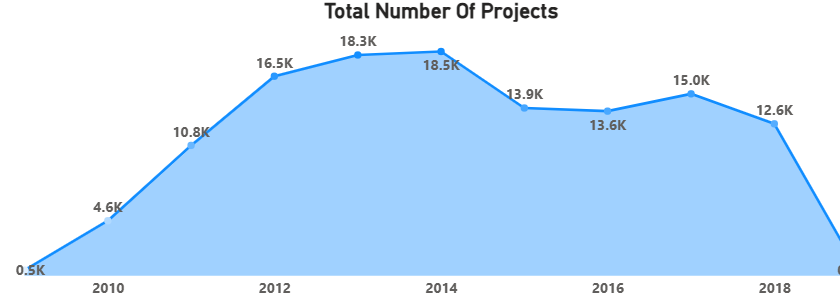 Total Number Of Projects
18.3K
18.5K
16.5K
15.0K
13.9K
13.6K
12.6K
10.8K
4.6K
0.5K
2010 2012 2014 2016 2018